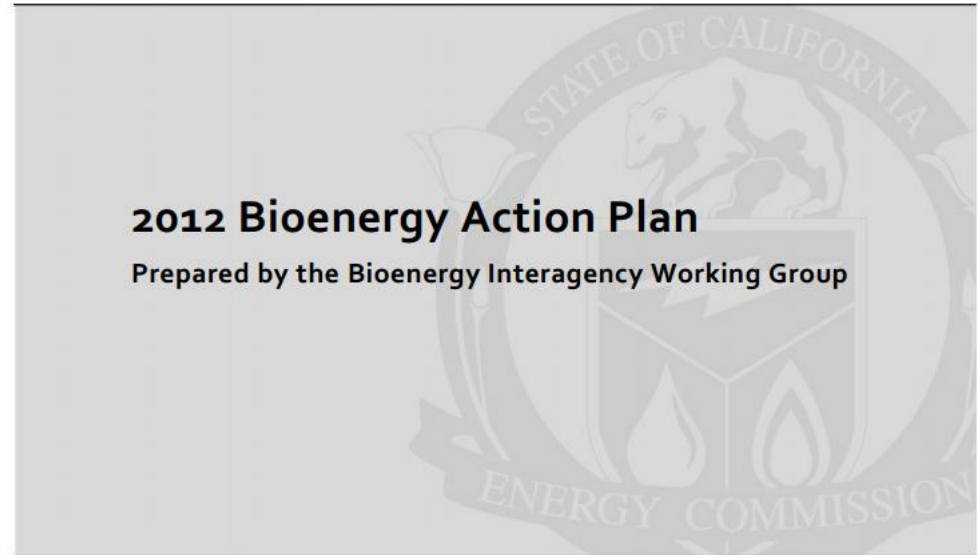 STATE OF CALIFORNIA
2012 Bioenergy Action Plan
Prepared by the Bioenergy Interagency Working Group
ENERGY COMMISSION